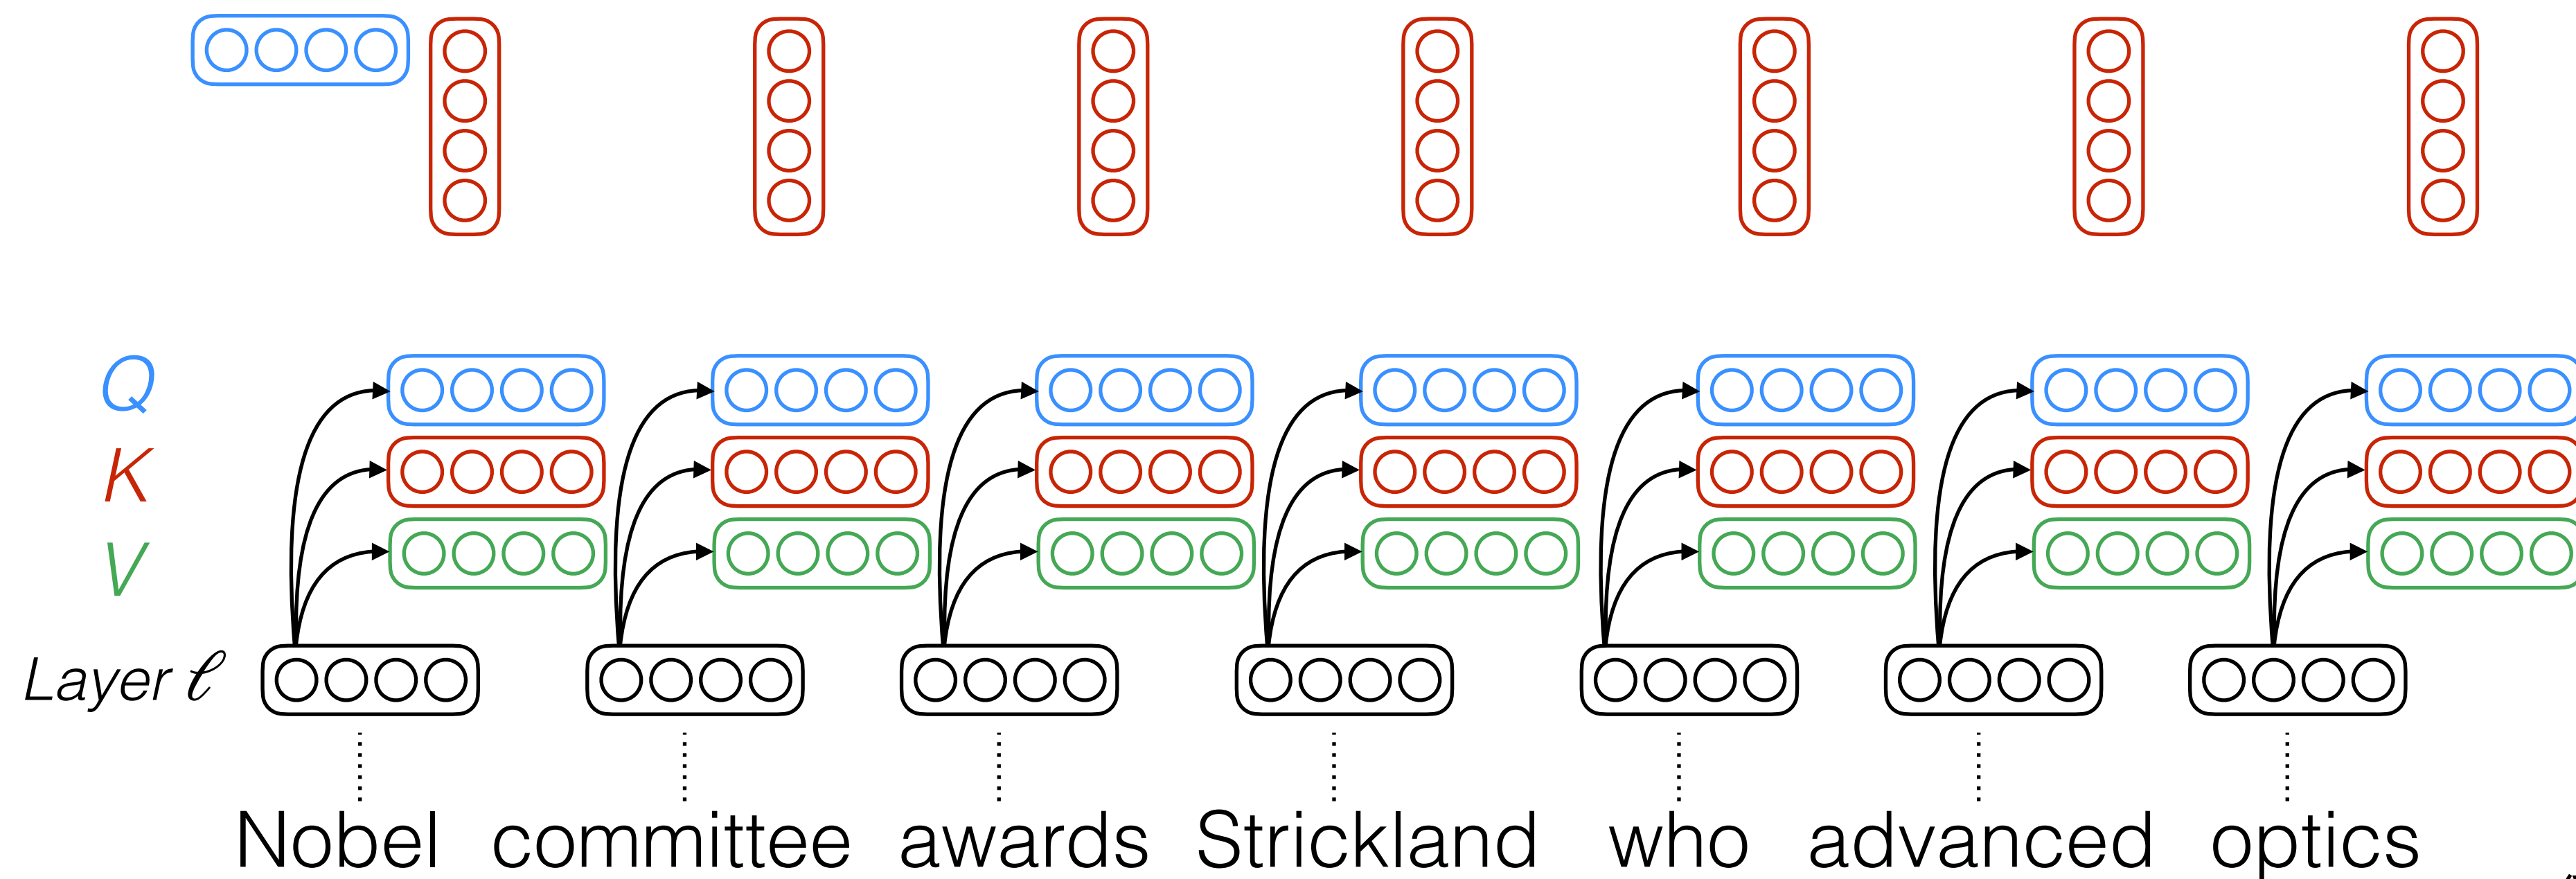 Q
K
V
Layer ℓ
Nobel committee awards Strickland who advanced optics